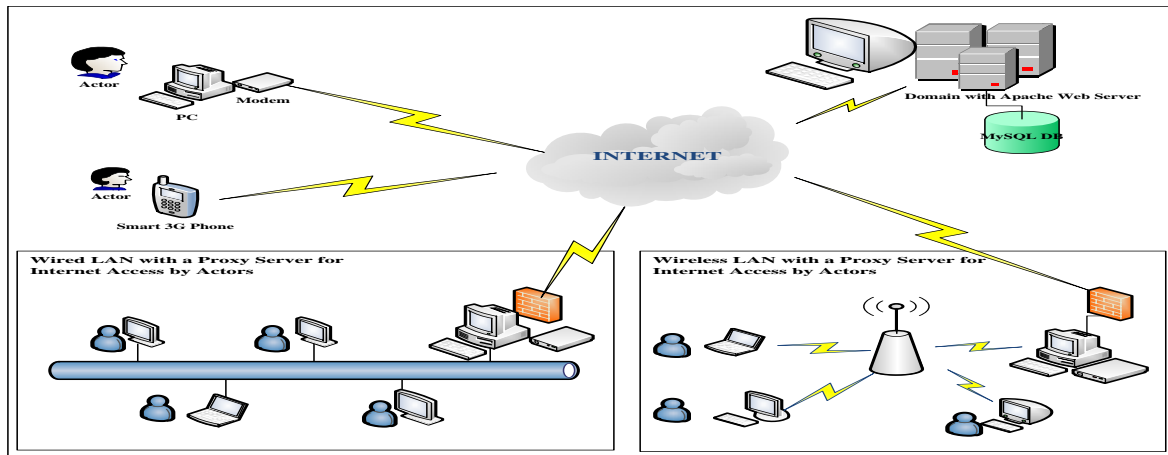 Actor
Modem
PC
Domain with Apache Web Server
MySQL DB
INTERNET
Actor
Smart 3G Phone
Wired LAN with a Proxy Server for
Internet Access by Actors
Wireless LAN with a Proxy Server for
Internet Access by Actors